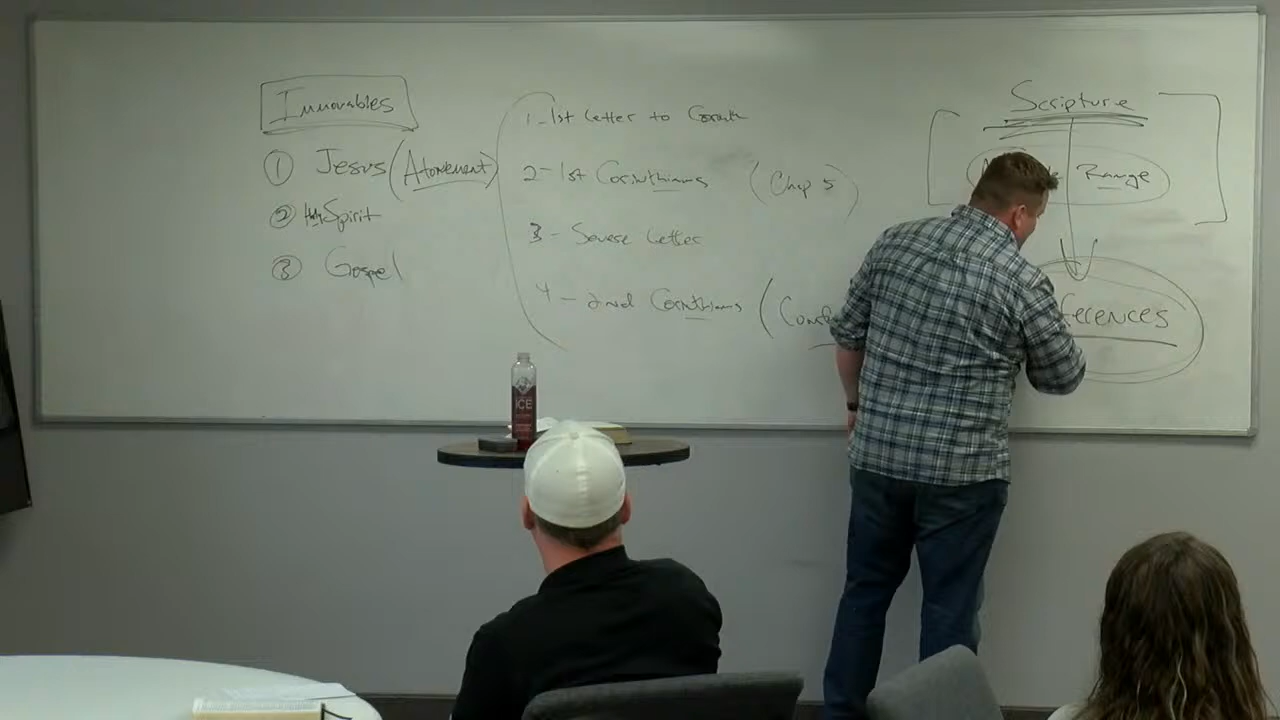 Immovables
① Jesus (Atonement)
② Holy Spirit
③ Gospel
1 - 1st Letter to Corinth
2 - 1st Corinthians (Chap 5)
3 - Severe Letter
4 - 2nd Corinthians
Scripture
Range
ICE